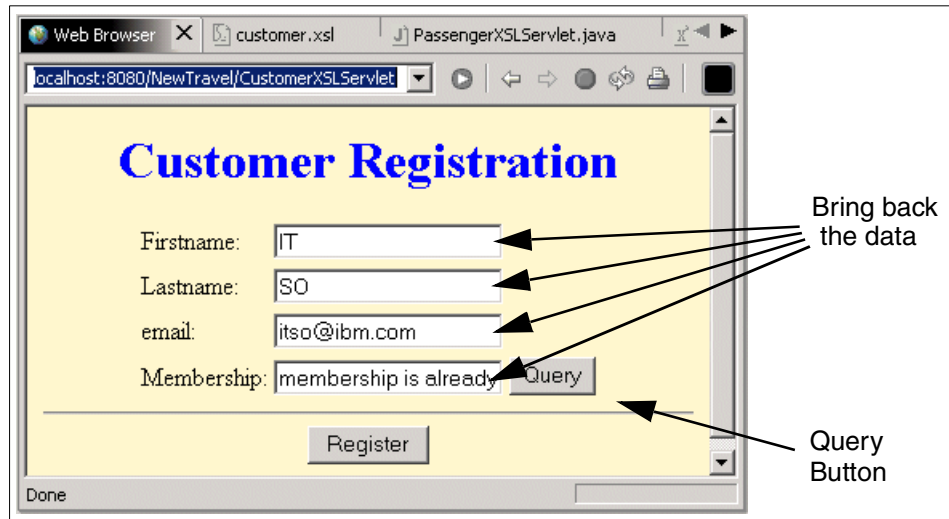 Web Browser customer.xsl PassengerXSLServlet.java
localhost:8080/NewTravel/CustomerXSLServlet
Customer Registration
Firstname: IT
Lastname: SO
email: itso@ibm.com
Membership: membership is already Query
Register
Done
Bring back
the data
Query
Button